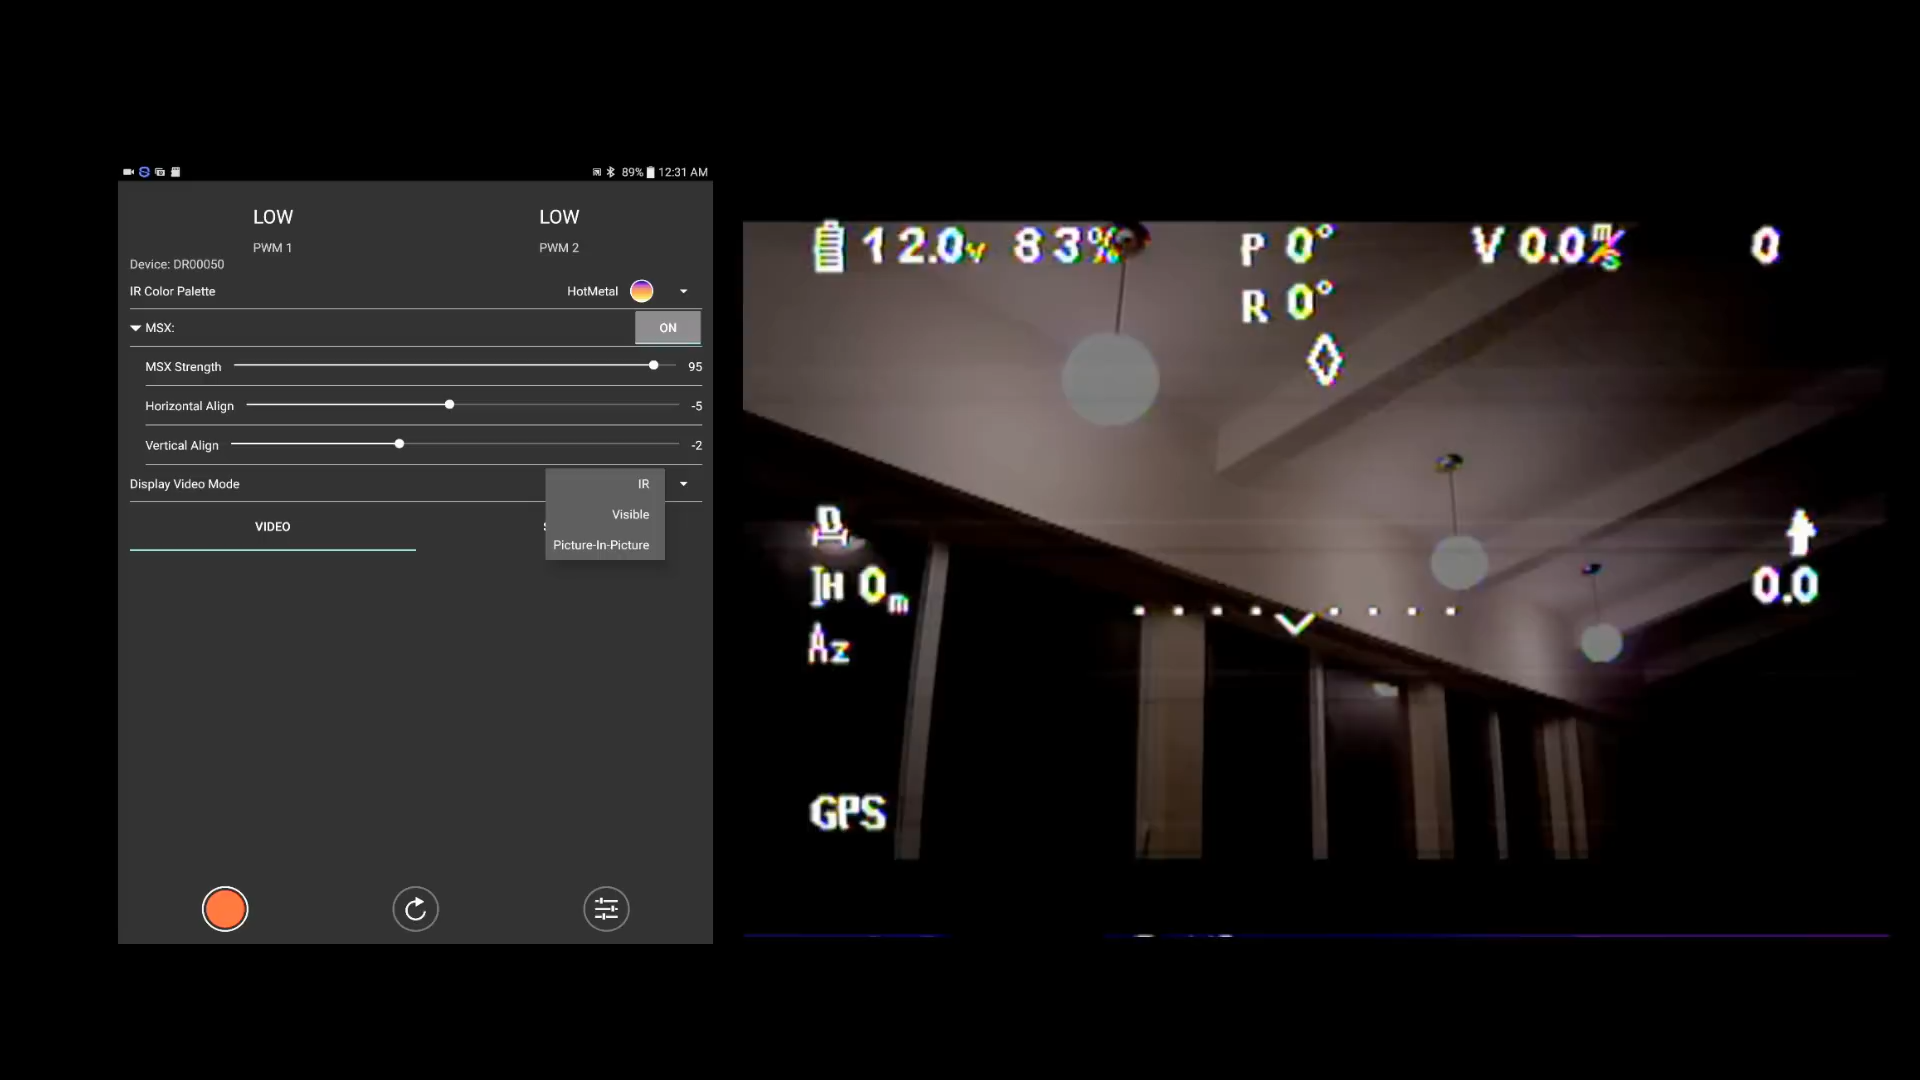 89% 12:31 AM
LOW LOW
PWM 1 PWM 2
Device: DR00050
IR Color Palette HotMetal
MSX: ON
MSX Strength 95
Horizontal Align -5
Vertical Align -2
Display Video Mode IR
Visible
VIDEO S
Picture-In-Picture
12.0V 83% P 0° V 0.0m/s 0
R 0°
D
H 0m
0.0
Az
GPS